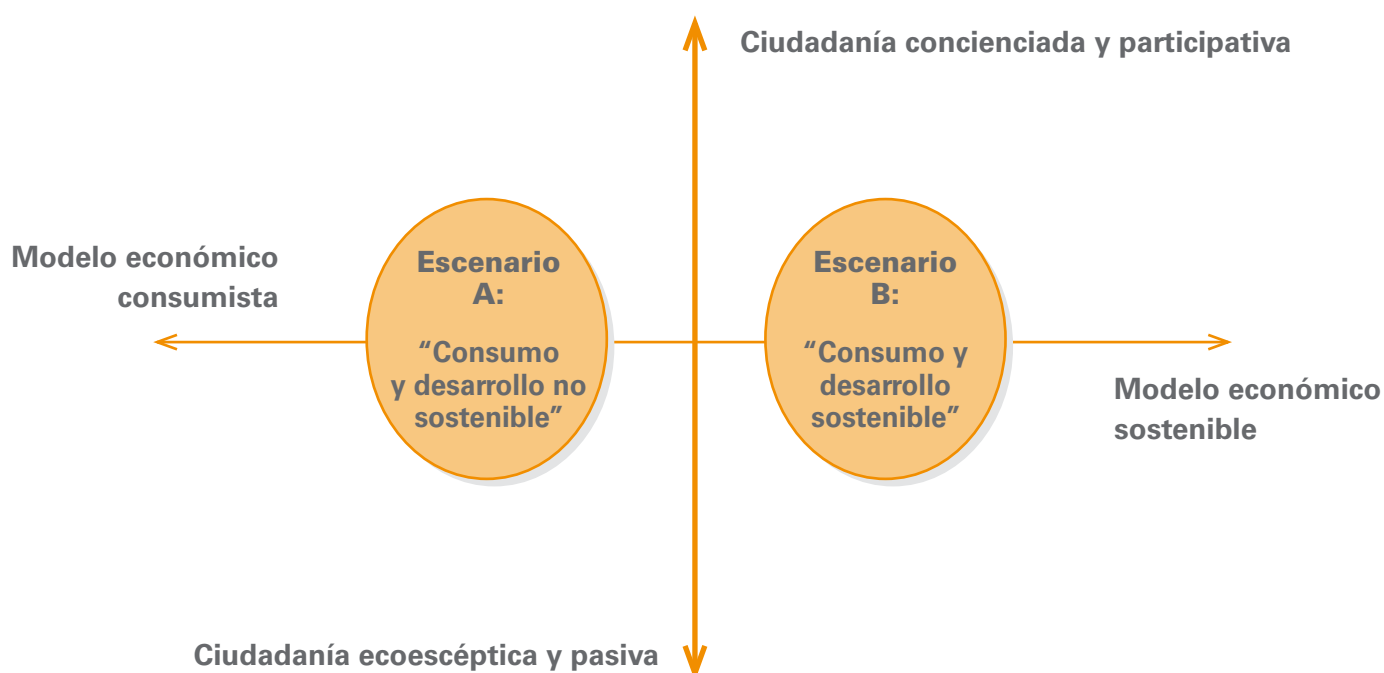 Ciudadanía concienciada y participativa
Modelo económico
consumista
Escenario
A:
“Consumo
y desarrollo no
sostenible”
Escenario
B:
“Consumo y
desarrollo
sostenible”
Modelo económico
sostenible
Ciudadanía ecoescéptica y pasiva